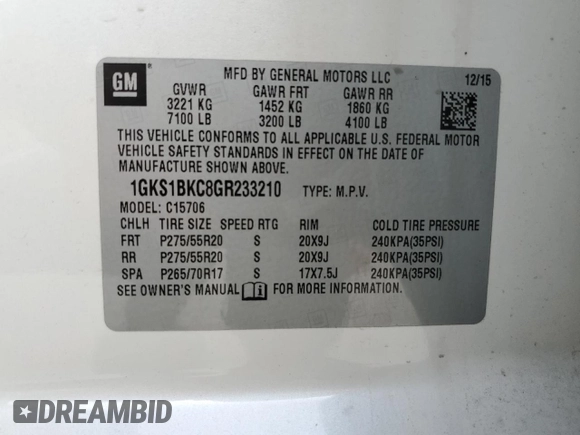 GM
MFD BY GENERAL MOTORS LLC 12/15
GVWR GAWR FRT GAWR RR
3221 KG 1452 KG 1860 KG
7100 LB 3200 LB 4100 LB
THIS VEHICLE CONFORMS TO ALL APPLICABLE U.S. FEDERAL MOTOR
VEHICLE SAFETY STANDARDS IN EFFECT ON THE DATE OF
MANUFACTURE SHOWN ABOVE.
1GKS1BKC8GR233210 TYPE: M.P.V.
MODEL: C15706
CHLH TIRE SIZE SPEED RTG RIM COLD TIRE PRESSURE
FRT P275/55R20 S 20X9J 240KPA(35PSI)
RR P275/55R20 S 20X9J 240KPA(35PSI)
SPA P265/70R17 S 17X7.5J 240KPA(35PSI)
SEE OWNER'S MANUAL FOR MORE INFORMATION.
DREAMBID